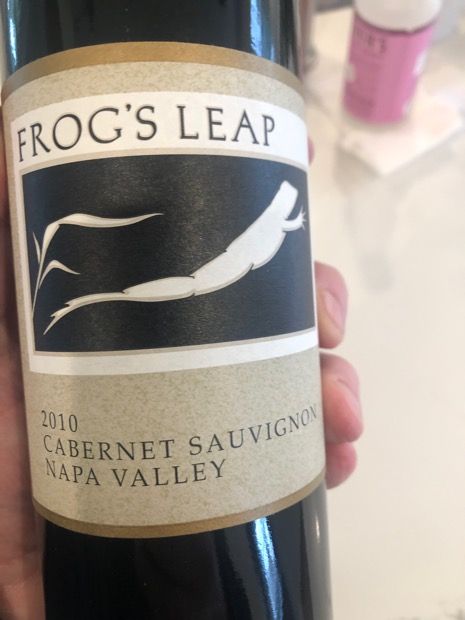 FROG'S LEAP
2010
CABERNET SAUVIGNON
NAPA VALLEY